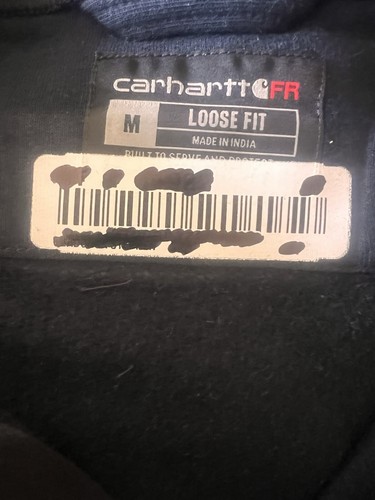 carhartt FR
M
LOOSE FIT
MADE IN INDIA
BUILT TO SERVE AND PROTECT